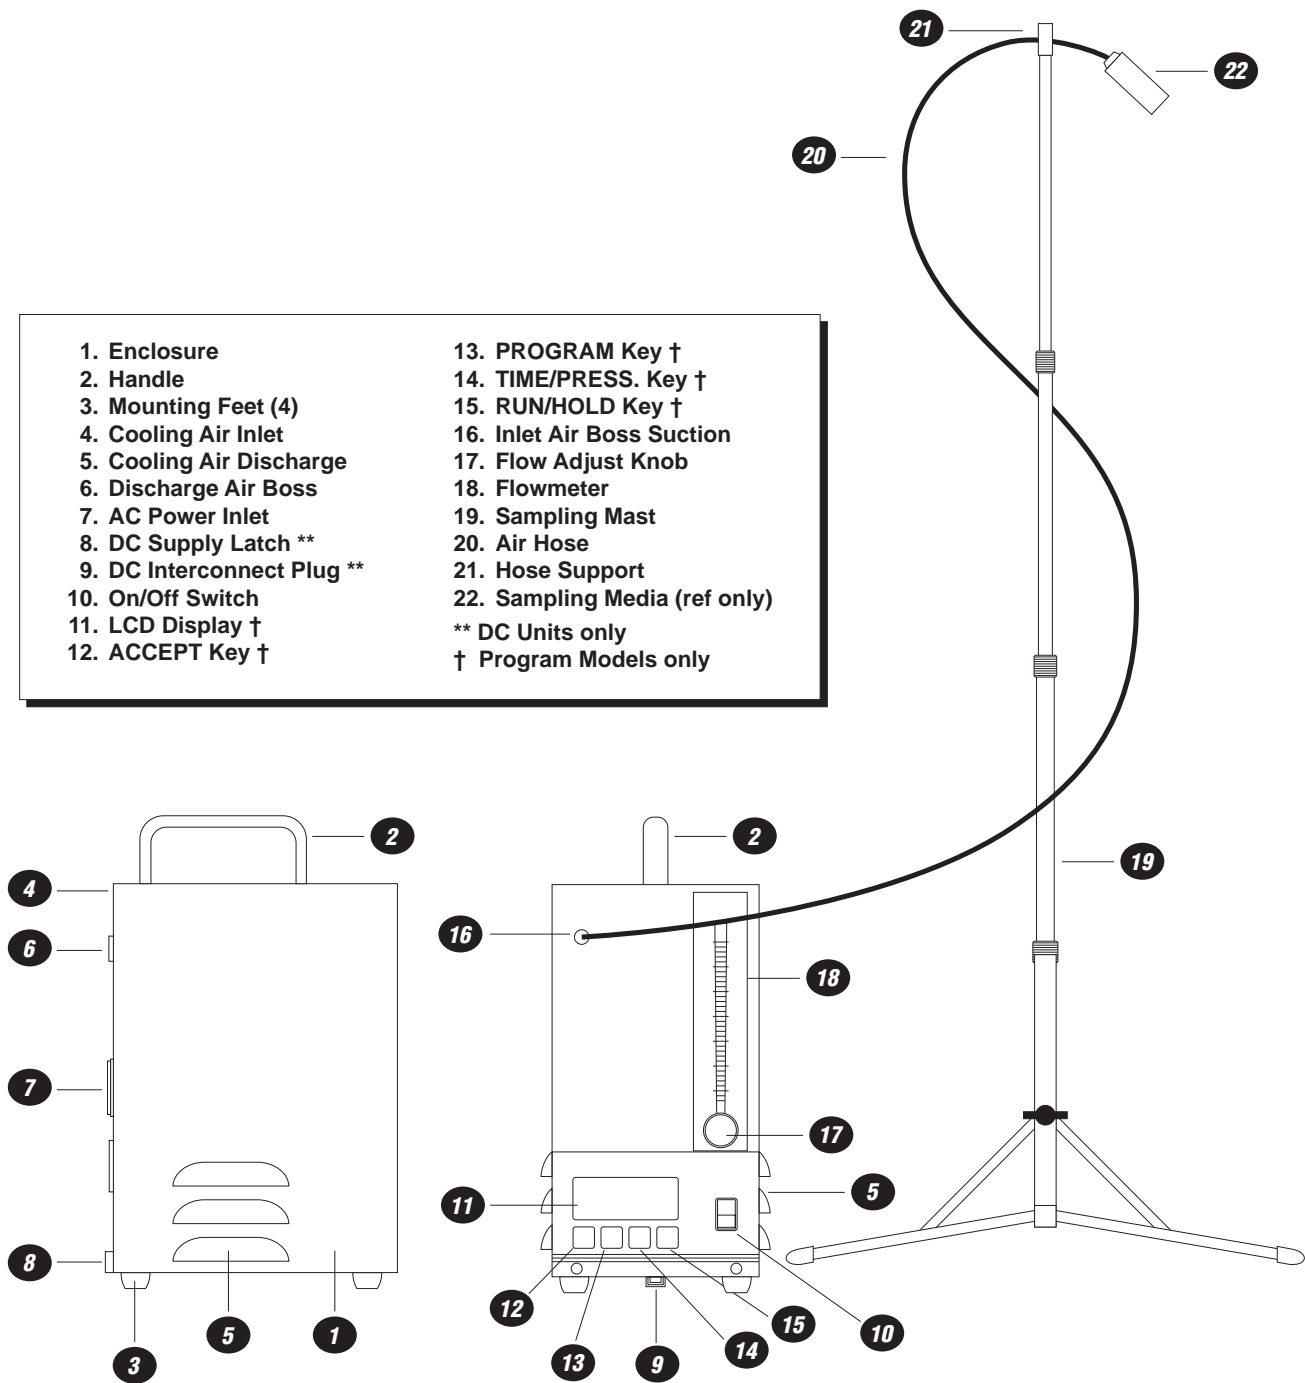 21
22
20
1. Enclosure
2. Handle
3. Mounting Feet (4)
4. Cooling Air Inlet
5. Cooling Air Discharge
6. Discharge Air Boss
7. AC Power Inlet
8. DC Supply Latch **
9. DC Interconnect Plug **
10. On/Off Switch
11. LCD Display †
12. ACCEPT Key †
13. PROGRAM Key †
14. TIME/PRESS. Key †
15. RUN/HOLD Key †
16. Inlet Air Boss Suction
17. Flow Adjust Knob
18. Flowmeter
19. Sampling Mast
20. Air Hose
21. Hose Support
22. Sampling Media (ref only)
** DC Units only
† Program Models only
2
4
6
7
8
3
5
1
2
16
18
17
11
5
12
13
9
14
15
10
19